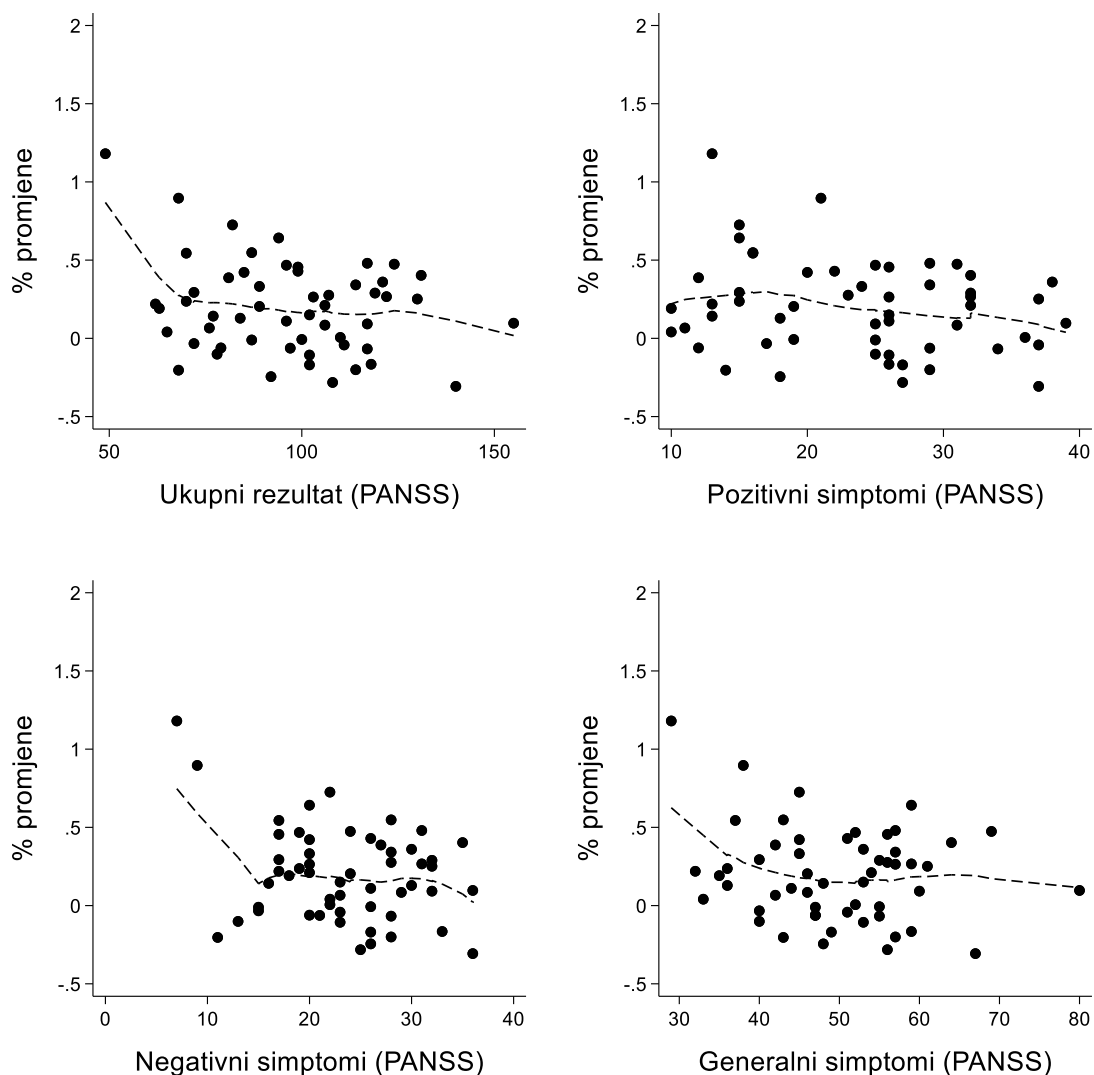 2
1.5
1
.5
0
-.5
% promjene
50 100 150
Ukupni rezultat (PANSS)
2
1.5
1
.5
0
-.5
% promjene
10 20 30 40
Pozitivni simptomi (PANSS)
2
1.5
1
.5
0
-.5
% promjene
0 10 20 30 40
Negativni simptomi (PANSS)
2
1.5
1
.5
0
-.5
% promjene
30 40 50 60 70 80
Generalni simptomi (PANSS)